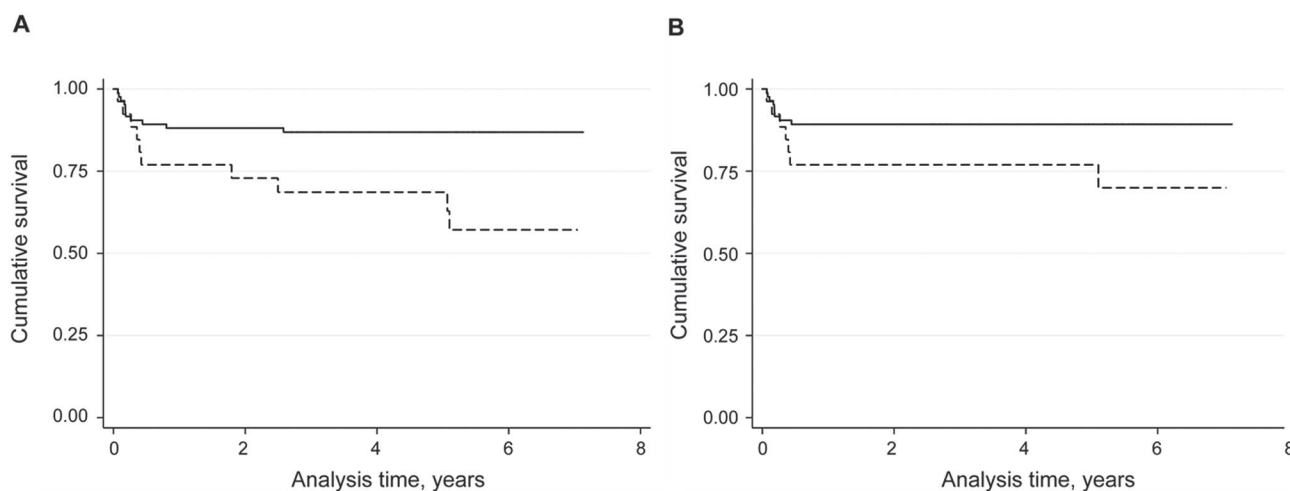 A
Cumulative survival
1.00
0.75
0.50
0.25
0.00
0 2 4 6 8
Analysis time, years
B
Cumulative survival
1.00
0.75
0.50
0.25
0.00
0 2 4 6 8
Analysis time, years